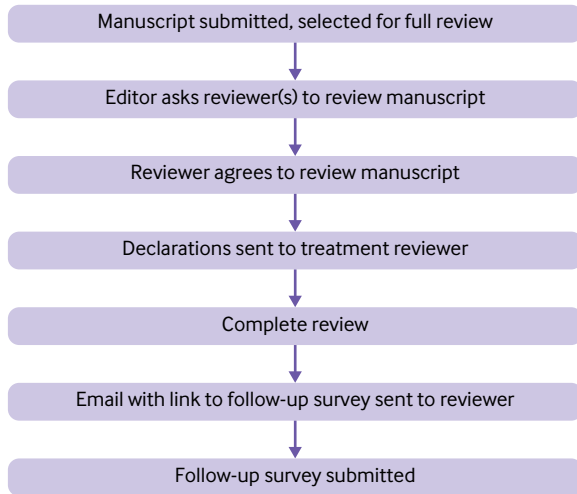 Manuscript submitted, selected for full review
Editor asks reviewer(s) to review manuscript
Reviewer agrees to review manuscript
Declarations sent to treatment reviewer
Complete review
Email with link to follow-up survey sent to reviewer
Follow-up survey submitted